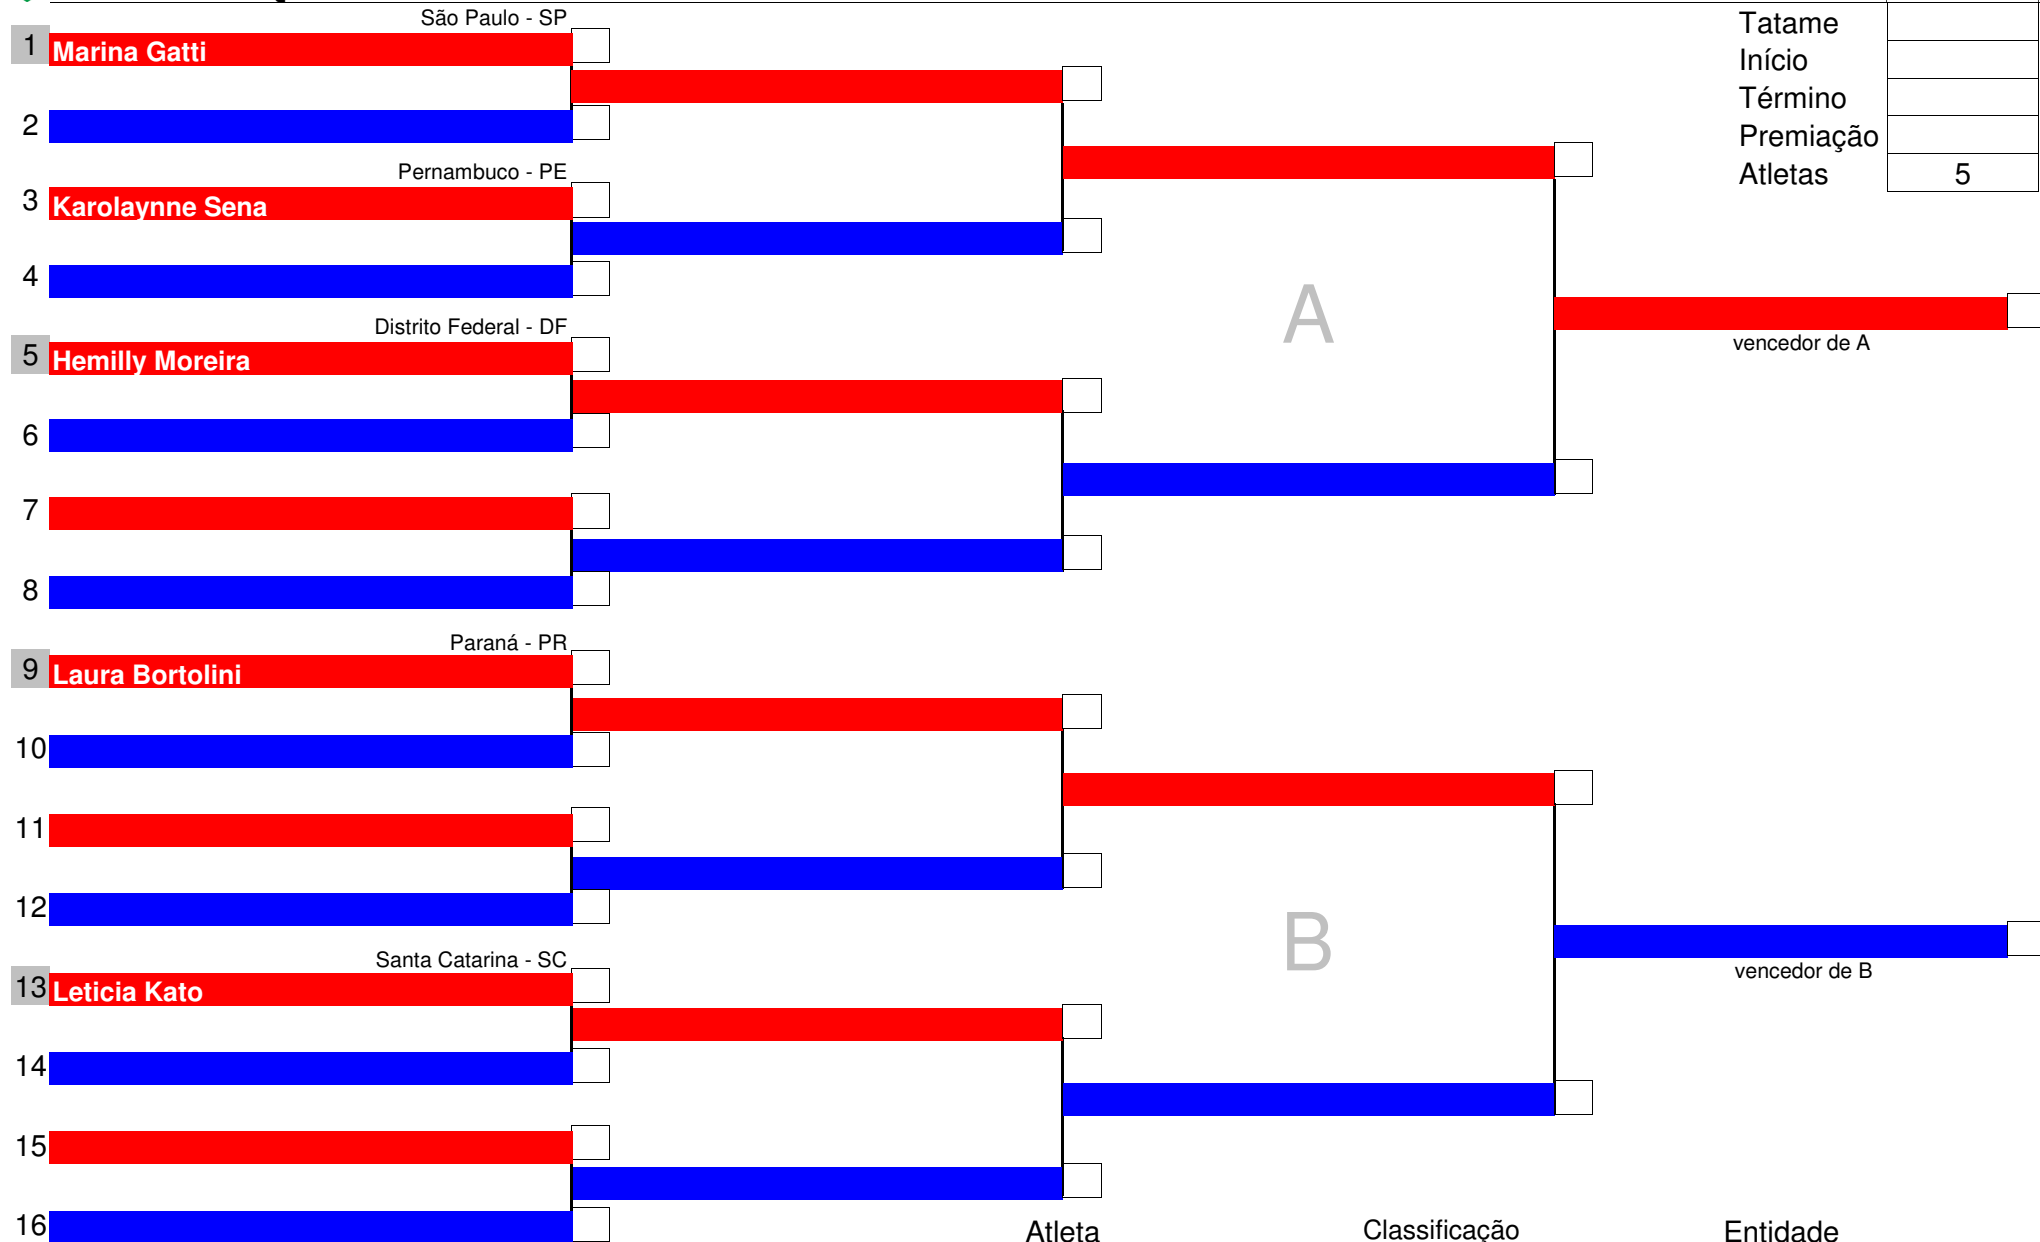 São Paulo - SP
1 Marina Gatti
2
Pernambuco - PE
3 Karolaynne Sena
4
Distrito Federal - DF
5 Hemilly Moreira
6
7
8
Paraná - PR
9 Laura Bortolini
10
11
12
Santa Catarina - SC
13 Leticia Kato
14
15
16
A
B
vencedor de A
vencedor de B
Tatame
Início
Término
Premiação
Atletas 5
Atleta Classificação Entidade